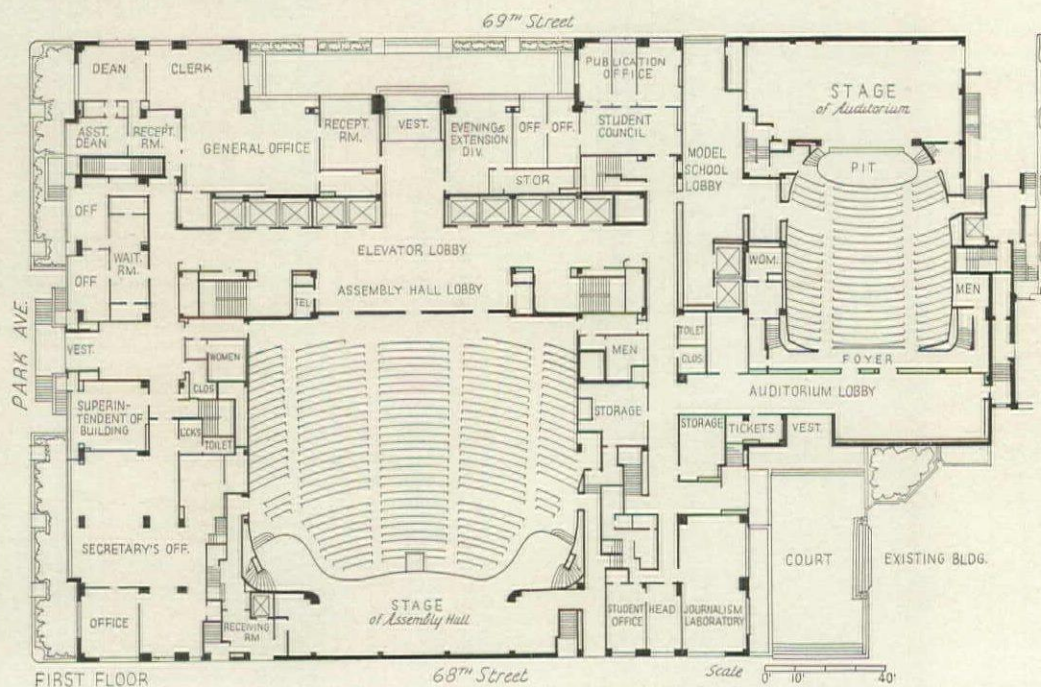 69TH Street
DEAN
CLERK
PUBLICATION
OFFICE
STAGE
of Auditorium
ASST.
DEAN
RECEPT.
RM.
GENERAL OFFICE
RECEPT.
RM.
VEST.
EVENING &
EXTENSION
DIV.
OFF
OFF.
STUDENT
COUNCIL
STOR
MODEL
SCHOOL
LOBBY
PIT
OFF
WAIT.
RM.
OFF
ELEVATOR LOBBY
WOM.
MEN
TEL
ASSEMBLY HALL LOBBY
PARK AVE.
VEST.
WOMEN
MEN
TOILET
CLOS.
FOYER
AUDITORIUM LOBBY
CLOS
SUPERIN-
TENDENT OF
BUILDING
LCK'S
TOILET
STORAGE
STORAGE
TICKETS
VEST.
SECRETARY'S OFF.
COURT
EXISTING BLDG.
OFFICE
RECEIVING
RM
STAGE
of Assembly Hall
STUDENT
OFFICE
HEAD
JOURNALISM
LABORATORY
FIRST FLOOR
68TH Street
Scale
0 10' 40'